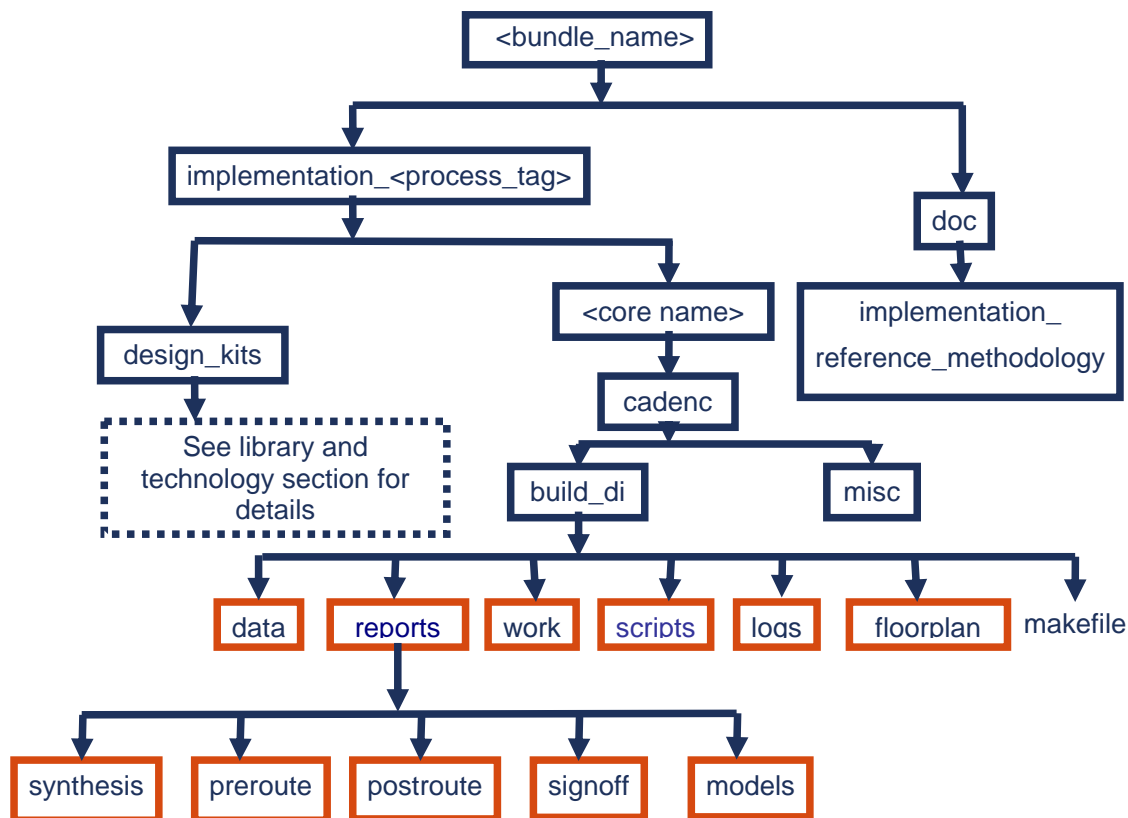 <bundle_name>
implementation_<process_tag>
doc
<core name>
implementation_
reference_methodology
design_kits
cadenc
See library and
technology section for
details
build_di
misc
data
reports
work
scripts
logs
floorplan
makefile
synthesis
preroute
postroute
signoff
models